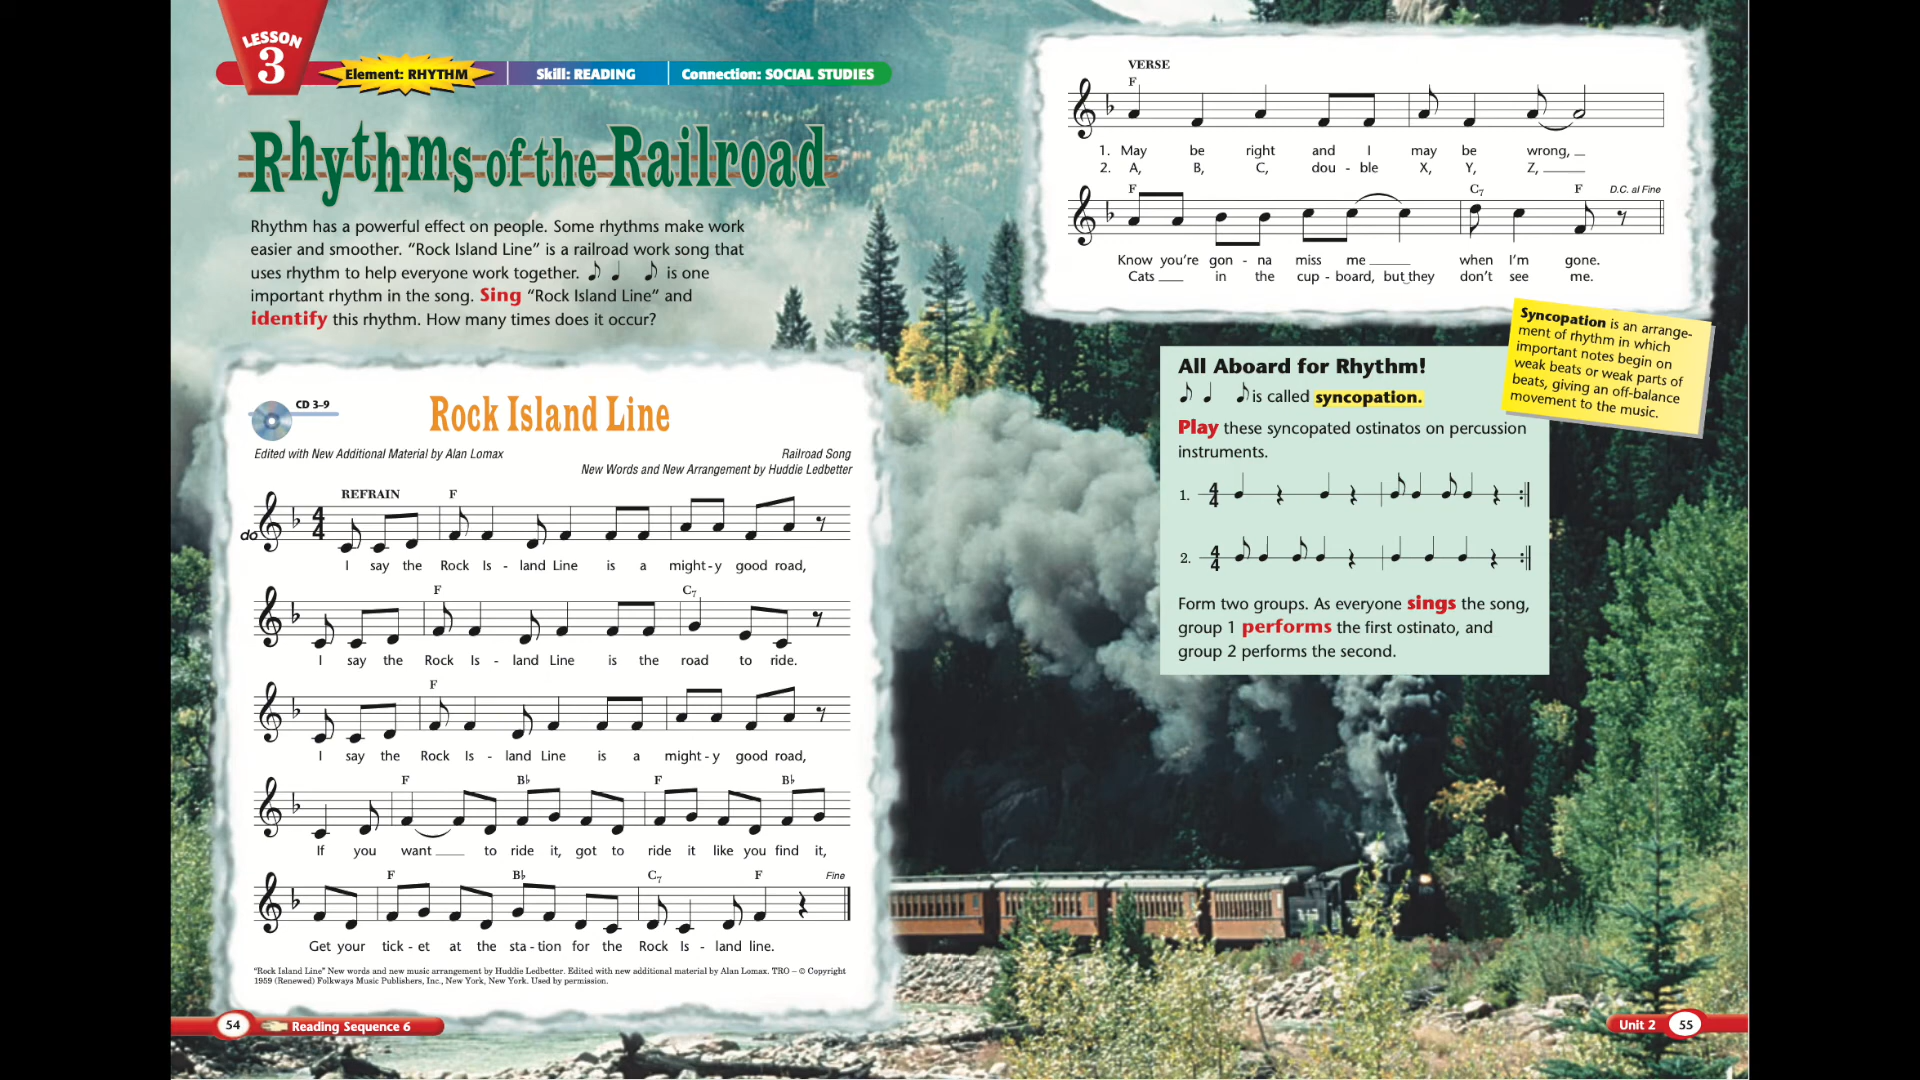 LESSON
3
Element: RHYTHM
Skill: READING
Connection: SOCIAL STUDIES
Rhythms of the Railroad
Rhythm has a powerful effect on people. Some rhythms make work
easier and smoother. “Rock Island Line” is a railroad work song that
uses rhythm to help everyone work together. is one
important rhythm in the song. Sing “Rock Island Line” and
identify this rhythm. How many times does it occur?
CD 3–9
Rock Island Line
Edited with New Additional Material by Alan Lomax
Railroad Song
New Words and New Arrangement by Huddie Ledbetter
REFRAIN F
do
4
4
I say the Rock Is - land Line is a might - y good road,
F C7
I say the Rock Is - land Line is the road to ride.
F
I say the Rock Is - land Line is a might - y good road,
F B♭ F B♭
If you want ___ to ride it, got to ride it like you find it,
F B♭ C7 F Fine
Get your tick - et at the sta - tion for the Rock Is - land line.
“Rock Island Line” New words and new music arrangement by Huddie Ledbetter. Edited with new additional material by Alan Lomax. TRO – © Copyright
1959 (Renewed) Folkways Music Publishers, Inc., New York, New York. Used by permission.
54
Reading Sequence 6
VERSE
F
1. May be right and I may be wrong, _
2. A, B, C, dou - ble X, Y, Z, ___
F C7 F D.C. al Fine
Know you’re gon - na miss me ___ when I’m gone.
Cats ___ in the cup - board, but they don’t see me.
Syncopation is an arrange-
ment of rhythm in which
important notes begin on
weak beats or weak parts of
beats, giving an off-balance
movement to the music.
All Aboard for Rhythm!
is called syncopation.
Play these syncopated ostinatos on percussion
instruments.
1. 4
4
2. 4
4
Form two groups. As everyone sings the song,
group 1 performs the first ostinato, and
group 2 performs the second.
Unit 2 55